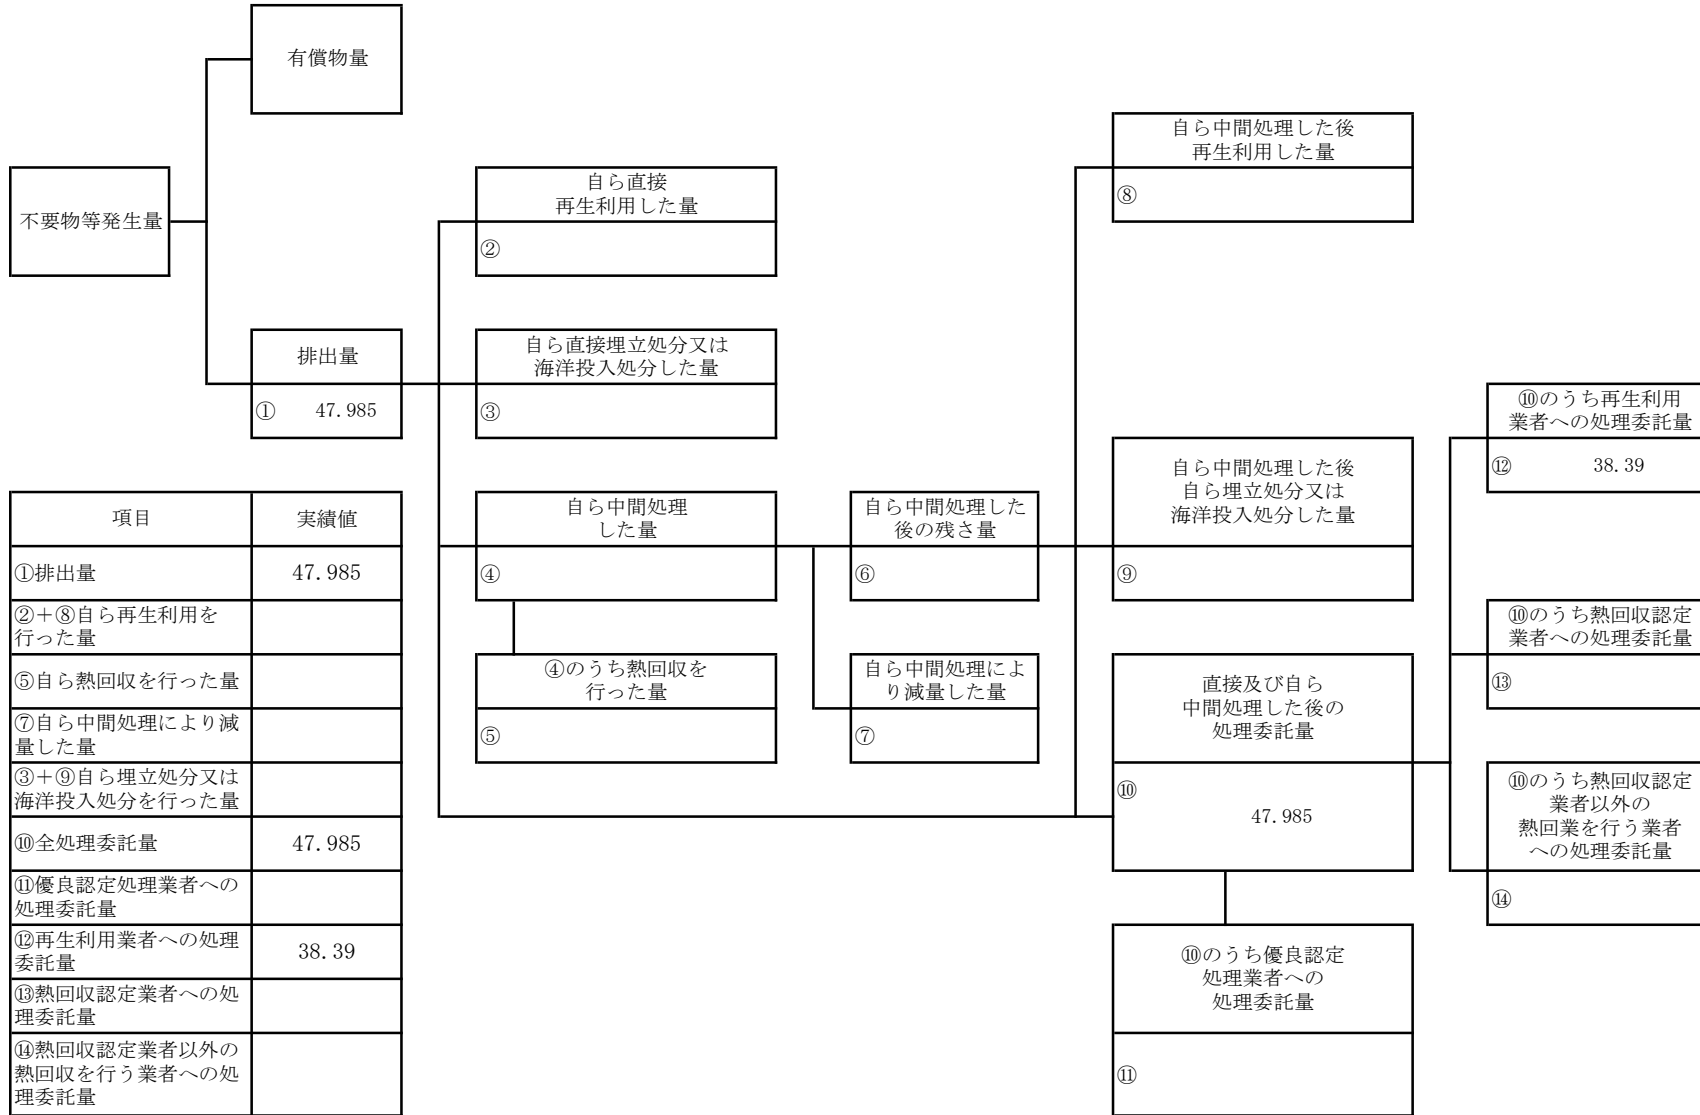 有償物量
不要物等発生量
排出量
① 47.985
自ら直接
再生利用した量
②
自ら直接埋立処分又は
海洋投入処分した量
③
自ら中間処理
した量
④
④のうち熱回収を
行った量
⑤
自ら中間処理した
後の残さ量
⑥
自ら中間処理によ
り減量した量
⑦
自ら中間処理した後
再生利用した量
⑧
自ら中間処理した後
自ら埋立処分又は
海洋投入処分した量
⑨
直接及び自ら
中間処理した後の
処理委託量
⑩
47.985
⑩のうち優良認定
処理業者への
処理委託量
⑪
⑩のうち再生利用
業者への処理委託量
⑫ 38.39
⑩のうち熱回収認定
業者への処理委託量
⑬
⑩のうち熱回収認定
業者以外の
熱回業を行う業者
への処理委託量
⑭
項目 実績値
①排出量 47.985
②+⑧自ら再生利用を
行った量
⑤自ら熱回収を行った量
⑦自ら中間処理により減
量した量
③+⑨自ら埋立処分又は
海洋投入処分を行った量
⑩全処理委託量 47.985
⑪優良認定処理業者への
処理委託量
⑫再生利用業者への処理
委託量 38.39
⑬熱回収認定業者への処
理委託量
⑭熱回収認定業者以外の
熱回収を行う業者への処
理委託量